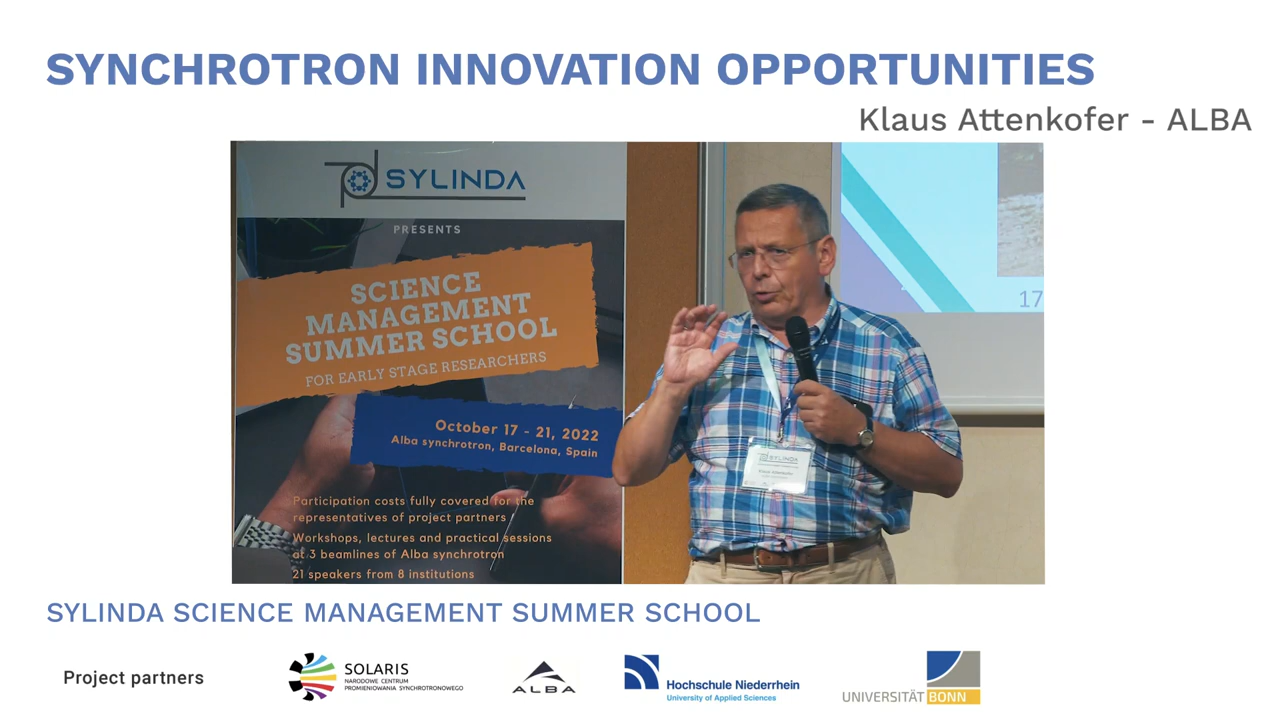 SYNCHROTRON INNOVATION OPPORTUNITIES
Klaus Attenkofer - ALBA
SYLINDA
PRESENTS
SCIENCE
MANAGEMENT
SUMMER SCHOOL
FOR EARLY STAGE RESEARCHERS
October 17 - 21, 2022
Alba synchrotron, Barcelona, Spain
Participation costs fully covered for the
representatives of project partners
Workshops, lectures and practical sessions
at 3 beamlines of Alba synchrotron
21 speakers from 8 institutions
17
SYLINDA
Klaus Attenkofer
SYLINDA SCIENCE MANAGEMENT SUMMER SCHOOL
Project partners
SOLARIS
NARODOWE CENTRUM
PROMIENIOWANIA SYNCHROTRONOWEGO
ALBA
Hochschule Niederrhein
University of Applied Sciences
UNIVERSITÄT BONN